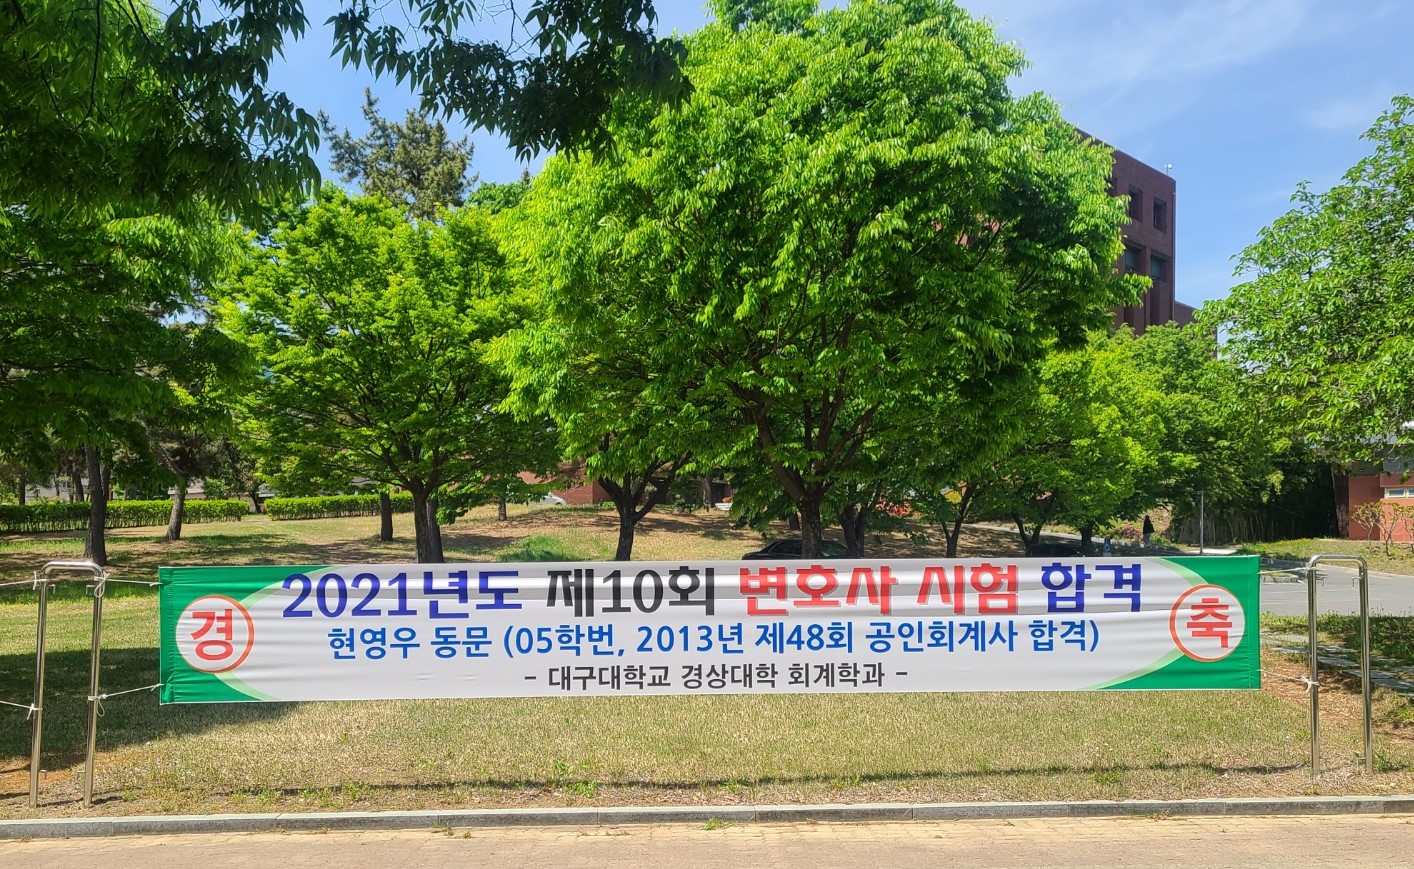 경 2021년도 제10회 변호사 시험 합격 축
현영우 동문 (05학번, 2013년 제48회 공인회계사 합격)
- 대구대학교 경상대학 회계학과 -